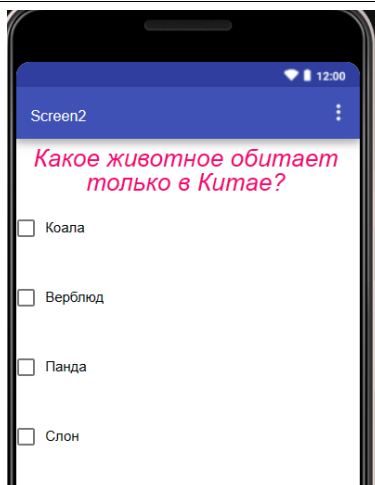 12:00
Screen2
Какое животное обитает
только в Китае?
Коала
Верблюд
Панда
Слон